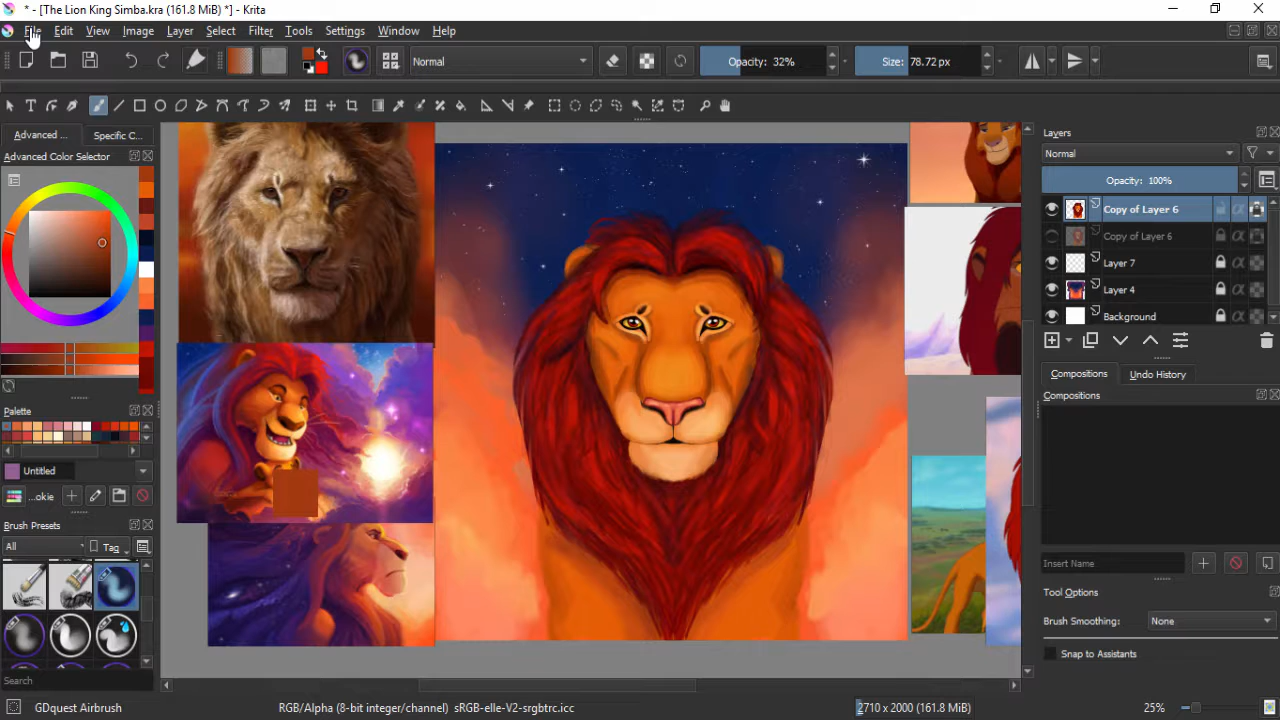 * - [The Lion King Simba.kra (161.8 MiB) *] - Krita
File Edit View Image Layer Select Filter Tools Settings Window Help
Normal
Opacity: 32%
Size: 78.72 px
Advanced ... Specific C...
Advanced Color Selector
Palette
Untitled
...okie
Brush Presets
All
Tag
Search
GDquest Airbrush
RGB/Alpha (8-bit integer/channel) sRGB-elle-V2-srgbtrc.icc
2710 x 2000 (161.8 MiB)
25%
Layers
Normal
Opacity: 100%
Copy of Layer 6
Copy of Layer 6
Layer 7
Layer 4
Background
Compositions Undo History
Compositions
Insert Name
Tool Options
Brush Smoothing: None
Snap to Assistants